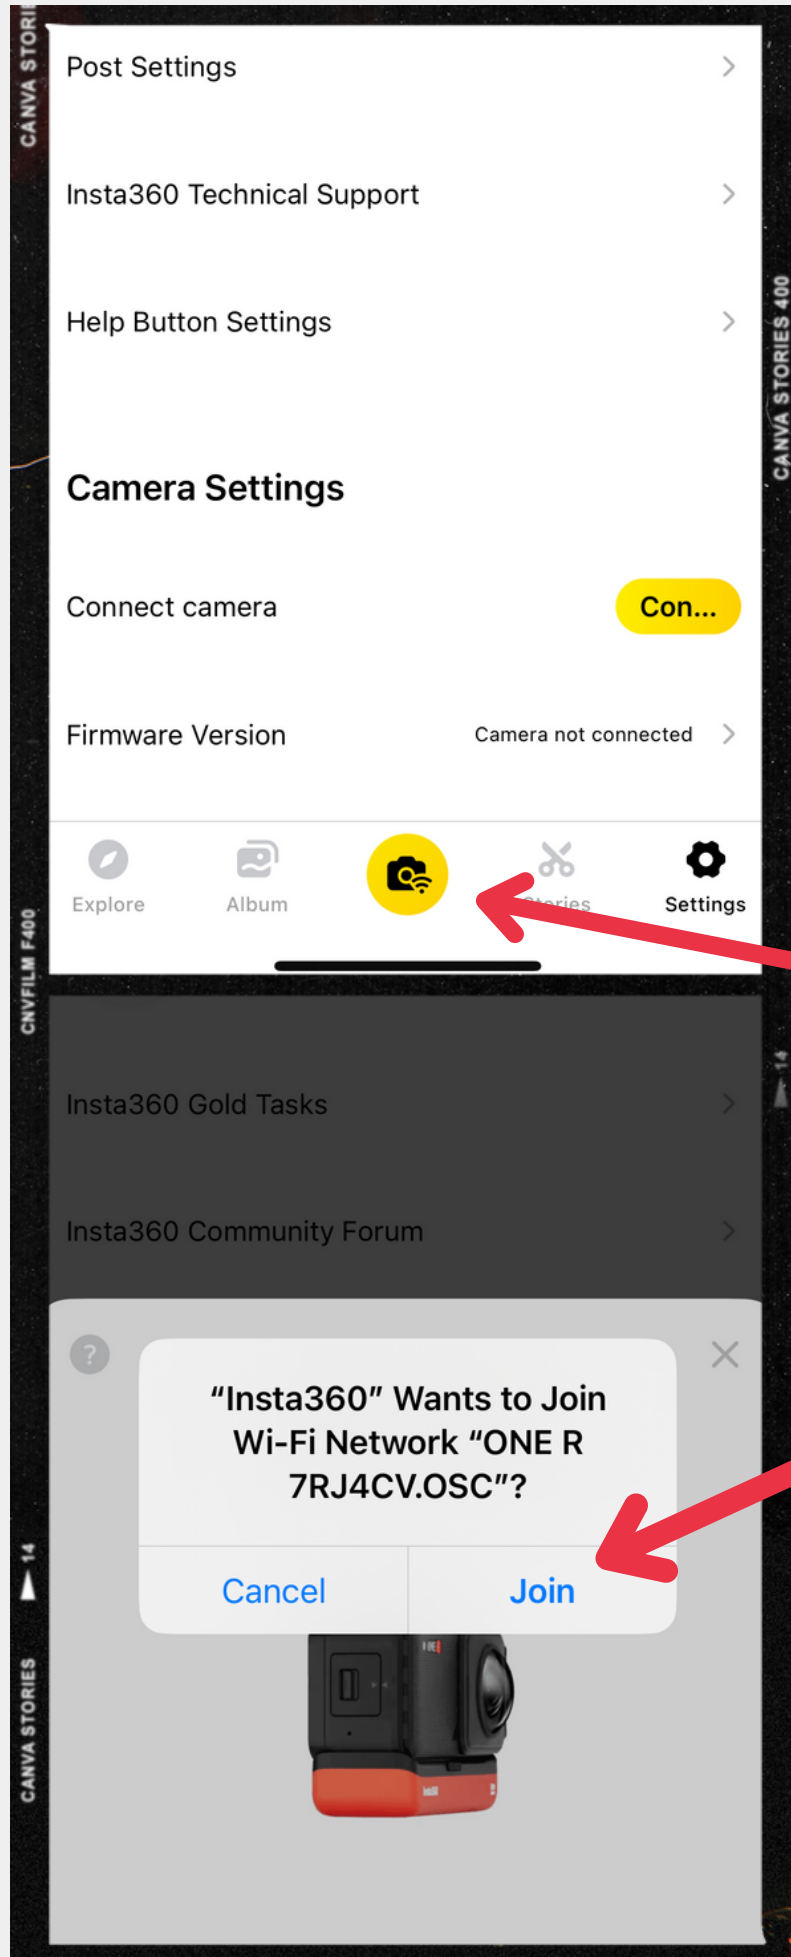 CANVA STORIE
Post Settings
Insta360 Technical Support
Help Button Settings
CANVA STORIES 400
Camera Settings
Connect camera
Con...
Firmware Version
Camera not connected
Explore
Album
Stories
Settings
CNVFILM F400
14
Insta360 Gold Tasks
Insta360 Community Forum
?
“Insta360” Wants to Join
Wi-Fi Network “ONE R
7RJ4CV.OSC”?
Cancel
Join
14
CANVA STORIES